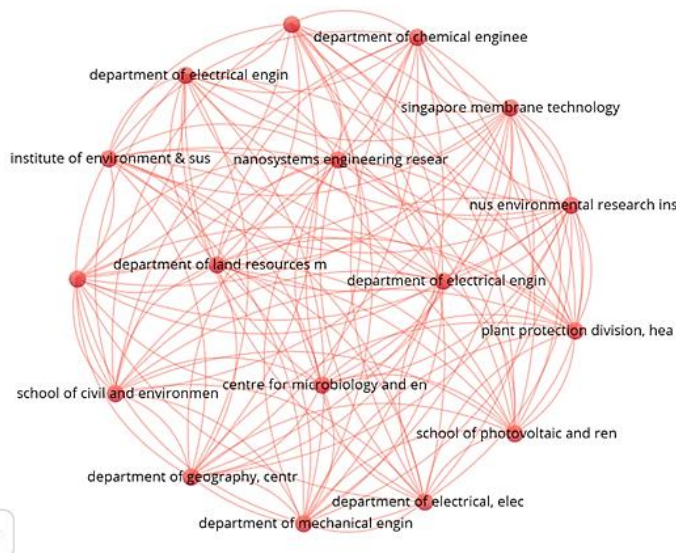 department of chemical enginee
department of electrical engin
singapore membrane technology
institute of environment & sus
nanosystems engineering resear
nus environmental research ins
department of land resources m
department of electrical engin
plant protection division, hea
centre for microbiology and en
school of civil and environmen
school of photovoltaic and ren
department of geography, centr
department of electrical, elec
department of mechanical engin